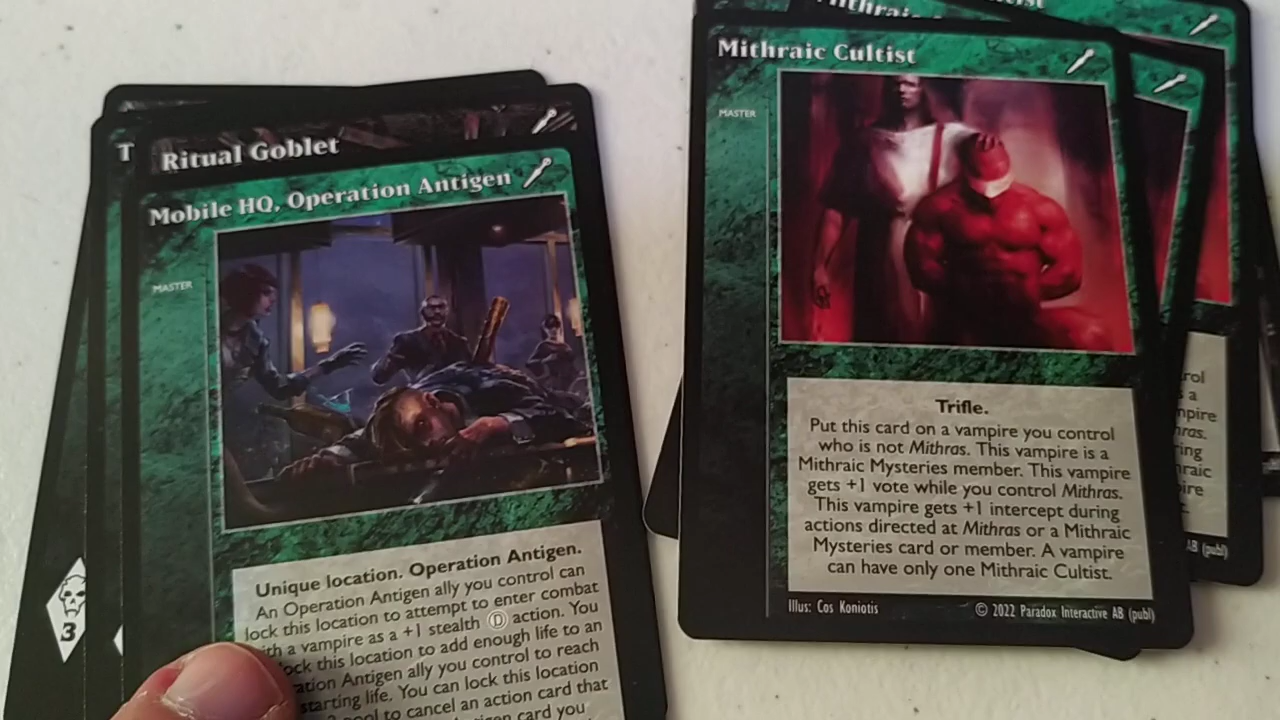 T
Ritual Goblet
Mobile HQ, Operation Antigen
MASTER
Unique location. Operation Antigen.
An Operation Antigen ally you control can
lock this location to attempt to enter combat
a vampire as a +1 stealth D action. You
lock this location to add enough life to an
Antigen ally you control to reach
starting life. You can lock this location
pool to cancel an action card that
card you
3
Mithraic Cultist
MASTER
Trifle.
Put this card on a vampire you control
who is not Mithras. This vampire is a
Mithraic Mysteries member. This vampire
gets +1 vote while you control Mithras.
This vampire gets +1 intercept during
actions directed at Mithras or a Mithraic
Mysteries card or member. A vampire
can have only one Mithraic Cultist.
Illus: Cos Koniotis
© 2022 Paradox Interactive AB (publ)
Mithraic
a
AB (publ)